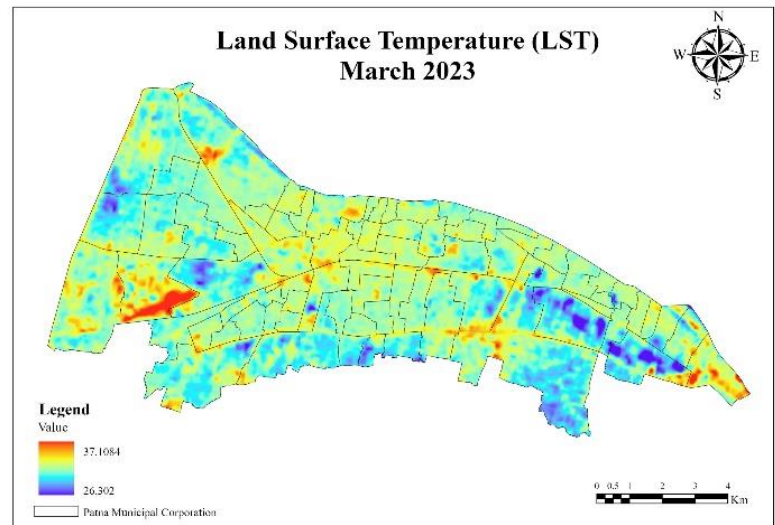 Land Surface Temperature (LST)
March 2023
N
W E
S
Legend
Value
37.1084
26.302
Patna Municipal Corporation
0 0.5 1 2 3 4
Km